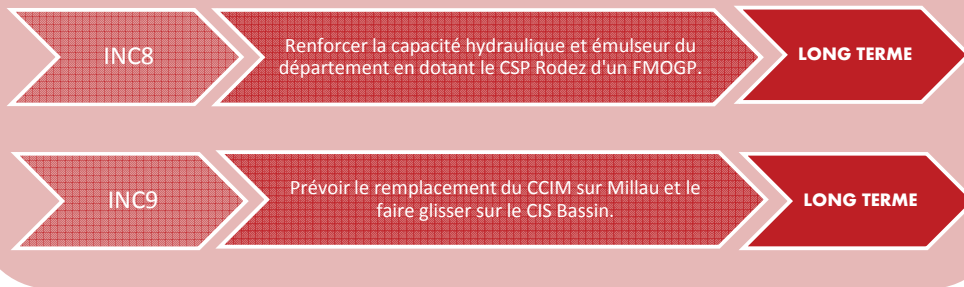 INC8
Renforcer la capacité hydraulique et émulseur du
département en dotant le CSP Rodez d'un FMOGP.
LONG TERME
INC9
Prévoir le remplacement du CCIM sur Millau et le
faire glisser sur le CIS Bassin.
LONG TERME